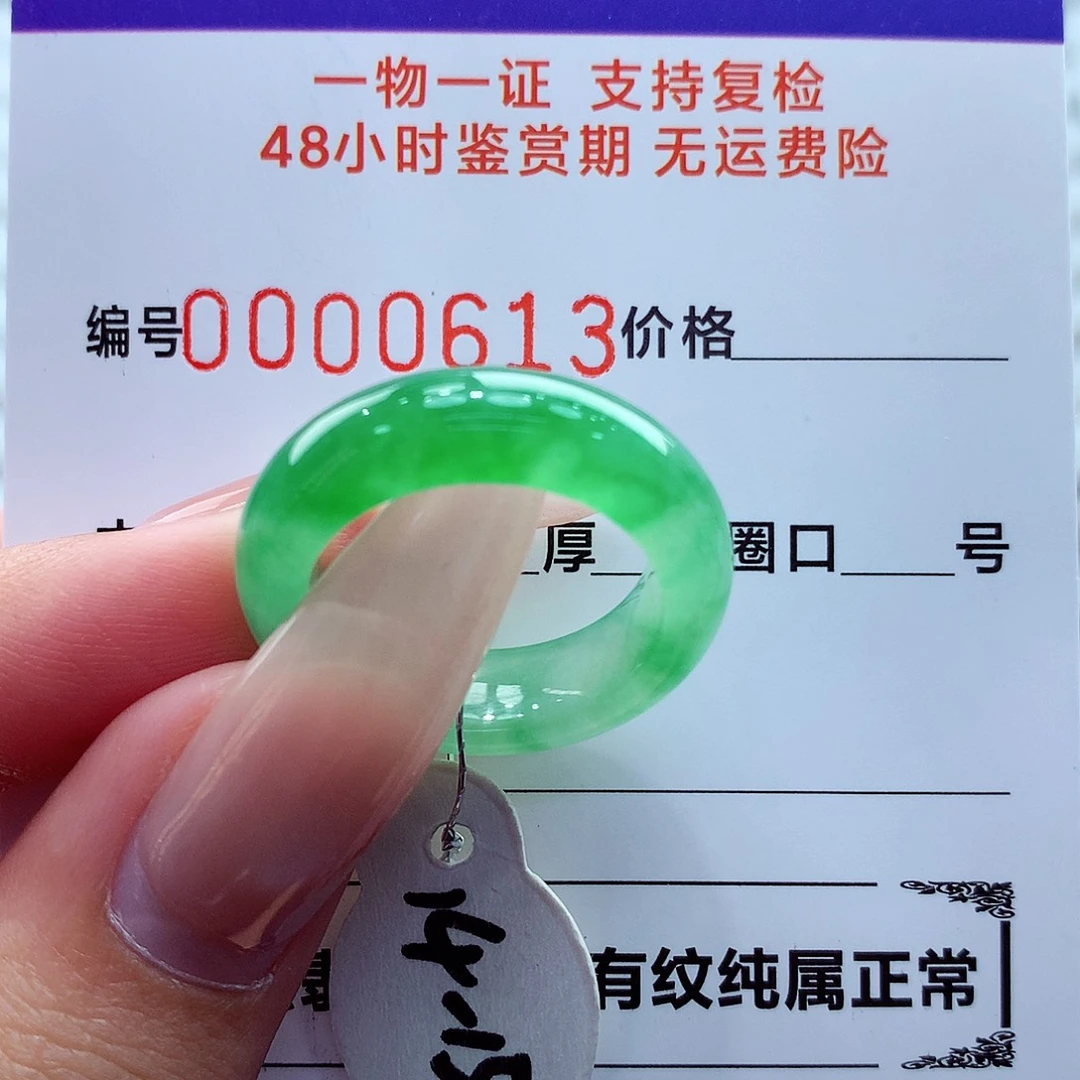 一物一证 支持复检
48小时鉴赏期 无运费险
编号0000613价格
厚 圈口 号
有纹纯属正常
14-15